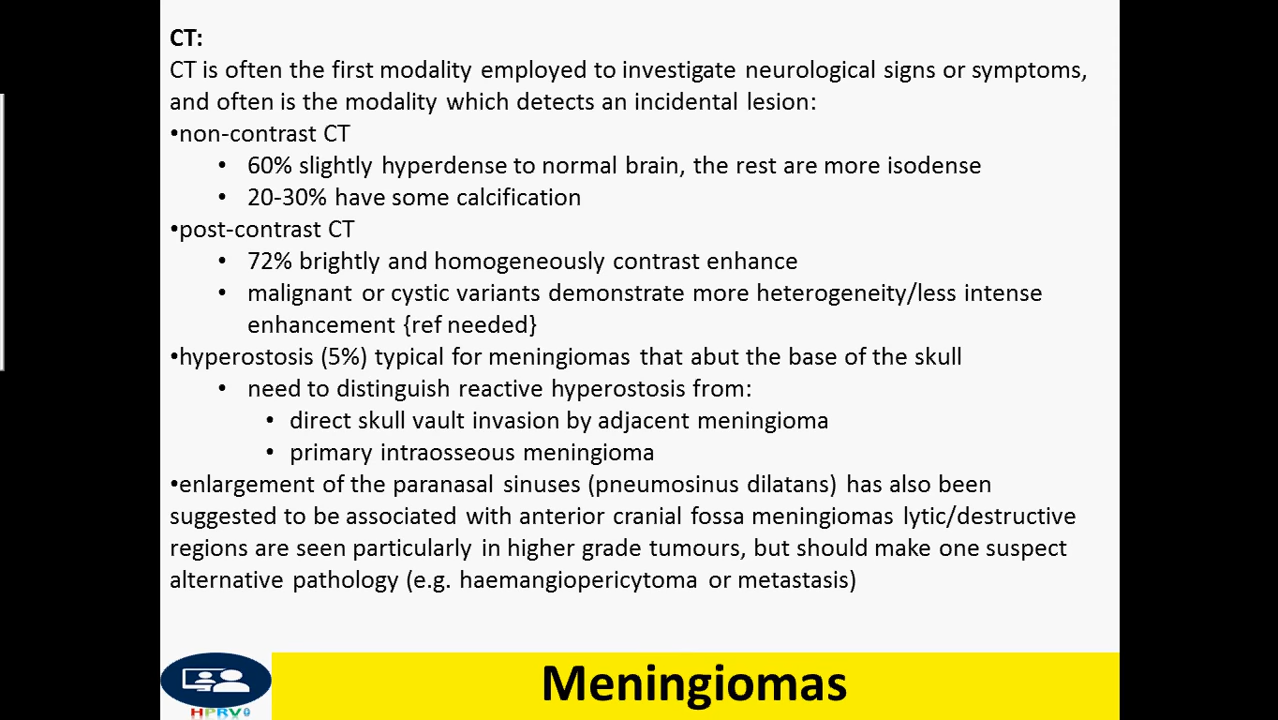 CT:
CT is often the first modality employed to investigate neurological signs or symptoms,
and often is the modality which detects an incidental lesion:
•non-contrast CT
• 60% slightly hyperdense to normal brain, the rest are more isodense
• 20-30% have some calcification
•post-contrast CT
• 72% brightly and homogeneously contrast enhance
• malignant or cystic variants demonstrate more heterogeneity/less intense
enhancement {ref needed}
•hyperostosis (5%) typical for meningiomas that abut the base of the skull
• need to distinguish reactive hyperostosis from:
• direct skull vault invasion by adjacent meningioma
• primary intraosseous meningioma
•enlargement of the paranasal sinuses (pneumosinus dilatans) has also been
suggested to be associated with anterior cranial fossa meningiomas lytic/destructive
regions are seen particularly in higher grade tumours, but should make one suspect
alternative pathology (e.g. haemangiopericytoma or metastasis)
Meningiomas
HPRV